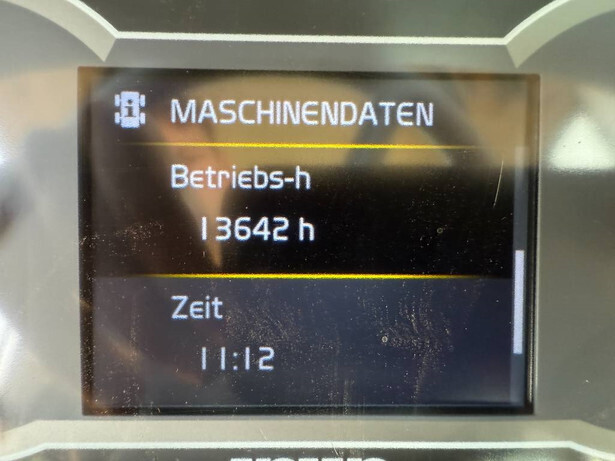 MASCHINENDATEN
Betriebs-h
13642 h
Zeit
11:12